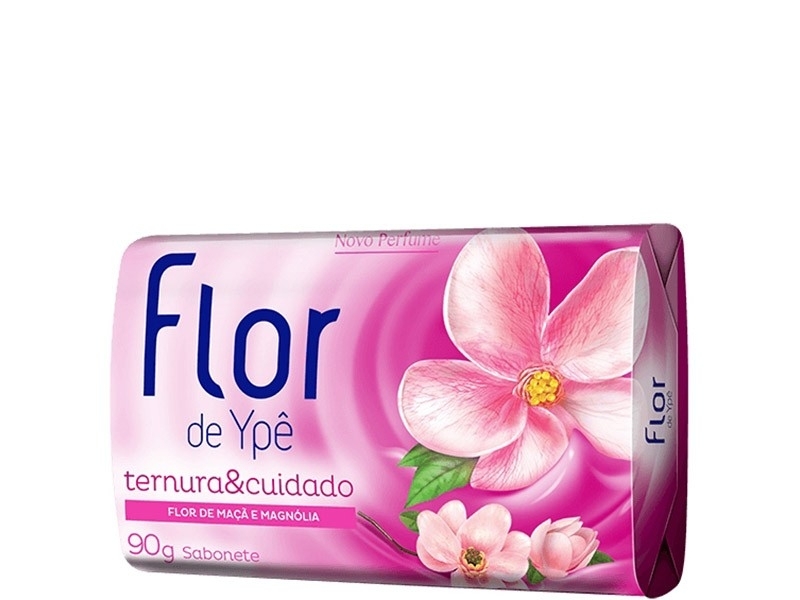 Novo Perfume
Flor
de Ypê
ternura&cuidado
FLOR DE MAÇÃ E MAGNÓLIA
90g Sabonete
Flor
de Ypê